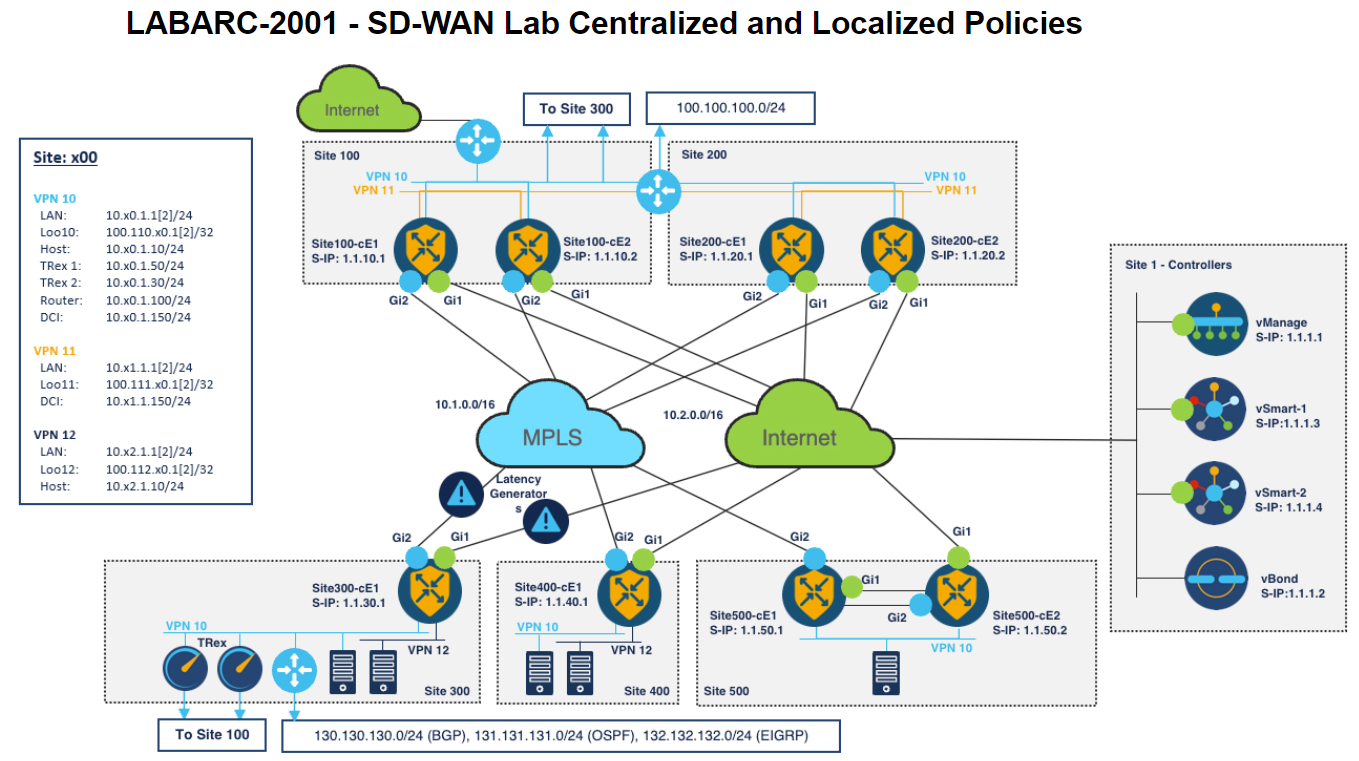 LABARC-2001 - SD-WAN Lab Centralized and Localized Policies
Internet
To Site 300
100.100.100.0/24
Site: x00
VPN 10
LAN: 10.x0.1.1[2]/24
Loo10: 100.110.x0.1[2]/32
Host: 10.x0.1.10/24
TRex 1: 10.x0.1.50/24
TRex 2: 10.x0.1.30/24
Router: 10.x0.1.100/24
DCI: 10.x0.1.150/24
VPN 11
LAN: 10.x1.1.1[2]/24
Loo11: 100.111.x0.1[2]/32
DCI: 10.x1.1.150/24
VPN 12
LAN: 10.x2.1.1[2]/24
Loo12: 100.112.x0.1[2]/32
Host: 10.x2.1.10/24
Site 100
VPN 10
VPN 11
Site100-cE1
S-IP: 1.1.10.1
Site100-cE2
S-IP: 1.1.10.2
Gi2
Gi1
Gi2
Gi1
Site 200
VPN 10
VPN 11
Site200-cE1
S-IP: 1.1.20.1
Site200-cE2
S-IP: 1.1.20.2
Gi2
Gi1
Gi2
Gi1
Site 1 - Controllers
vManage
S-IP: 1.1.1.1
vSmart-1
S-IP:1.1.1.3
vSmart-2
S-IP: 1.1.1.4
vBond
S-IP:1.1.1.2
10.1.0.0/16
MPLS
10.2.0.0/16
Internet
Latency
Generator
s
Gi2
Gi1
Site300-cE1
S-IP: 1.1.30.1
VPN 10
TRex
VPN 12
Site 300
Gi2
Gi1
Site400-cE1
S-IP: 1.1.40.1
VPN 10
VPN 12
Site 400
Gi2
Gi1
Gi1
Gi2
Site500-cE1
S-IP: 1.1.50.1
Site500-cE2
S-IP: 1.1.50.2
VPN 10
Site 500
To Site 100
130.130.130.0/24 (BGP), 131.131.131.0/24 (OSPF), 132.132.132.0/24 (EIGRP)